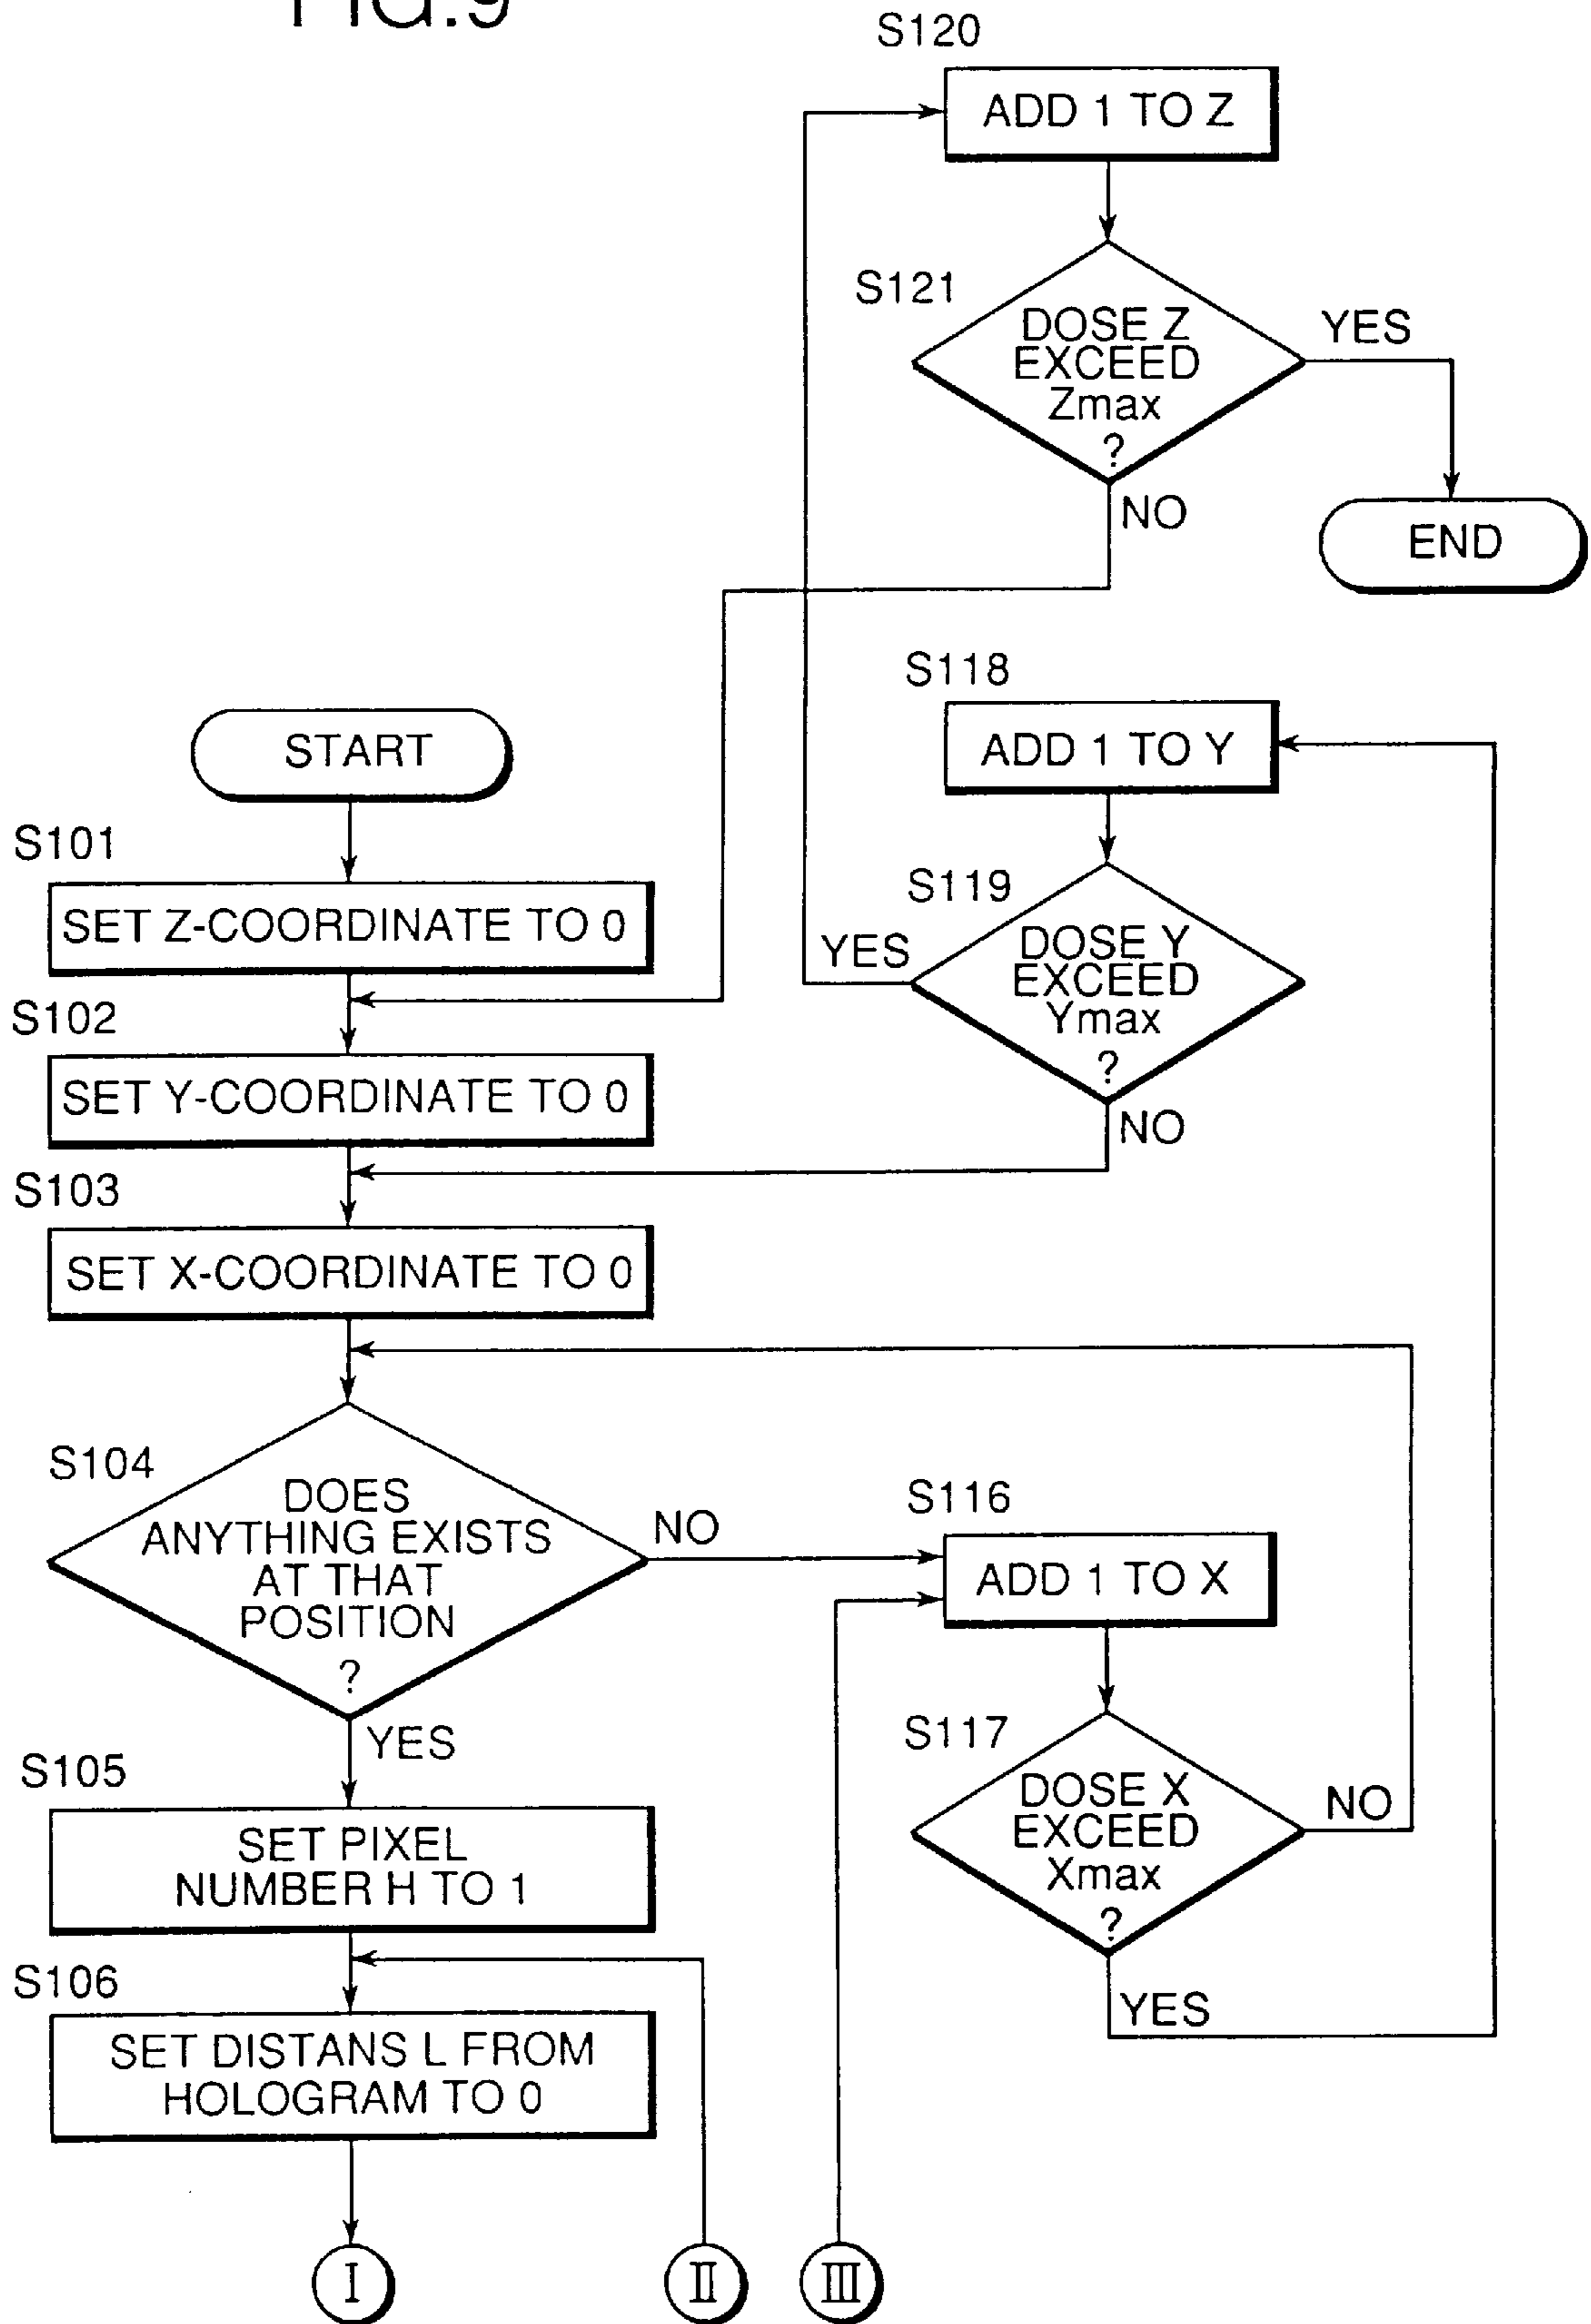 FIG.9
S120
ADD 1 TO Z
S121
DOSE Z
EXCEED
Zmax
?
YES
NO
END
S118
ADD 1 TO Y
S119
DOSE Y
EXCEED
Ymax
?
YES
NO
START
S101
SET Z-COORDINATE TO 0
S102
SET Y-COORDINATE TO 0
S103
SET X-COORDINATE TO 0
S104
DOES
ANYTHING EXISTS
AT THAT
POSITION
?
NO
YES
S116
ADD 1 TO X
S117
DOSE X
EXCEED
Xmax
?
NO
YES
S105
SET PIXEL
NUMBER H TO 1
S106
SET DISTANS L FROM
HOLOGRAM TO 0
I
II
III